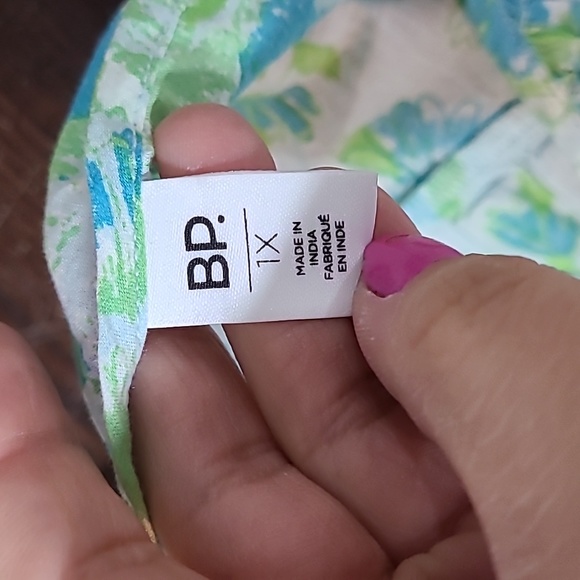 BP.
1X
MADE IN
INDIA
FABRIQUÉ
EN INDE